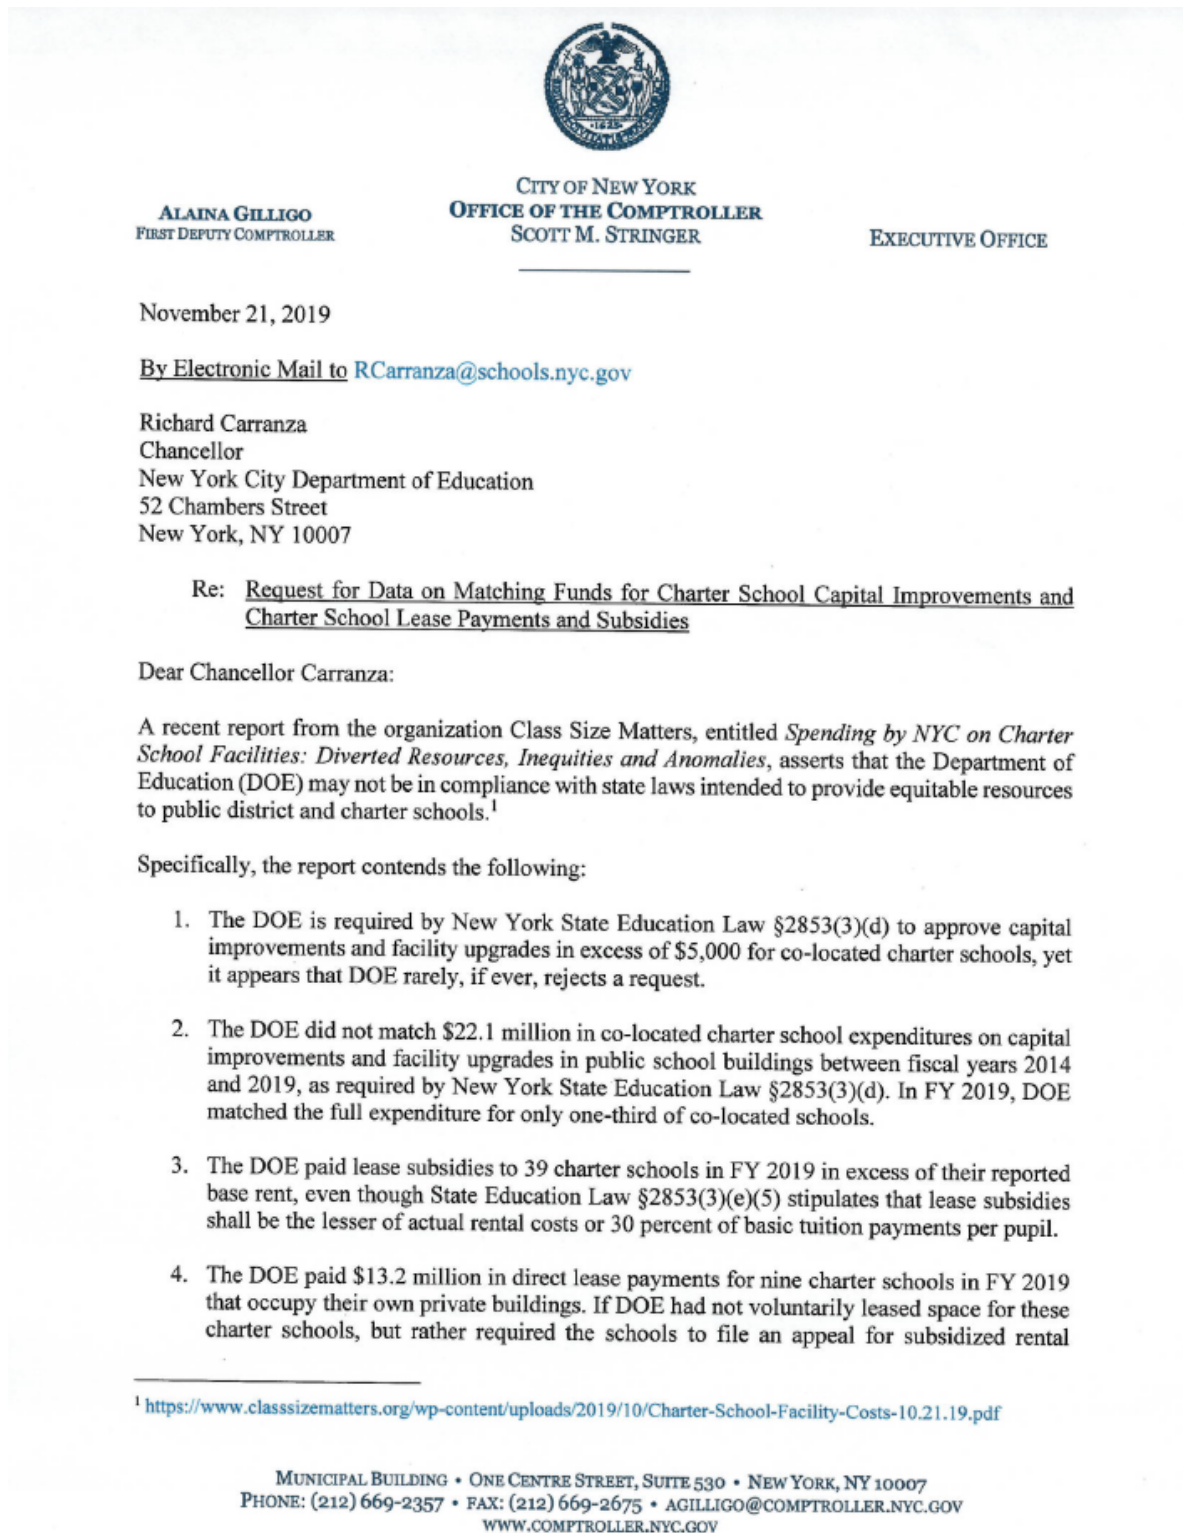 CITY OF NEW YORK
OFFICE OF THE COMPTROLLER
SCOTT M. STRINGER
ALAINA GILLIGO
FIRST DEPUTY COMPTROLLER
EXECUTIVE OFFICE
November 21, 2019
By Electronic Mail to RCarranza@schools.nyc.gov
Richard Carranza
Chancellor
New York City Department of Education
52 Chambers Street
New York, NY 10007
Re: Request for Data on Matching Funds for Charter School Capital Improvements and
Charter School Lease Payments and Subsidies
Dear Chancellor Carranza:
A recent report from the organization Class Size Matters, entitled Spending by NYC on Charter
School Facilities: Diverted Resources, Inequities and Anomalies, asserts that the Department of
Education (DOE) may not be in compliance with state laws intended to provide equitable resources
to public district and charter schools.1
Specifically, the report contends the following:
1. The DOE is required by New York State Education Law §2853(3)(d) to approve capital
improvements and facility upgrades in excess of $5,000 for co-located charter schools, yet
it appears that DOE rarely, if ever, rejects a request.
2. The DOE did not match $22.1 million in co-located charter school expenditures on capital
improvements and facility upgrades in public school buildings between fiscal years 2014
and 2019, as required by New York State Education Law §2853(3)(d). In FY 2019, DOE
matched the full expenditure for only one-third of co-located schools.
3. The DOE paid lease subsidies to 39 charter schools in FY 2019 in excess of their reported
base rent, even though State Education Law §2853(3)(e)(5) stipulates that lease subsidies
shall be the lesser of actual rental costs or 30 percent of basic tuition payments per pupil.
4. The DOE paid $13.2 million in direct lease payments for nine charter schools in FY 2019
that occupy their own private buildings. If DOE had not voluntarily leased space for these
charter schools, but rather required the schools to file an appeal for subsidized rental
1 https://www.classsizematters.org/wp-content/uploads/2019/10/Charter-School-Facility-Costs-10.21.19.pdf
MUNICIPAL BUILDING • ONE CENTRE STREET, SUITE 530 • NEW YORK, NY 10007
PHONE: (212) 669-2357 • FAX: (212) 669-2675 • AGILLIGO@COMPTROLLER.NYC.GOV
WWW.COMPTROLLER.NYC.GOV